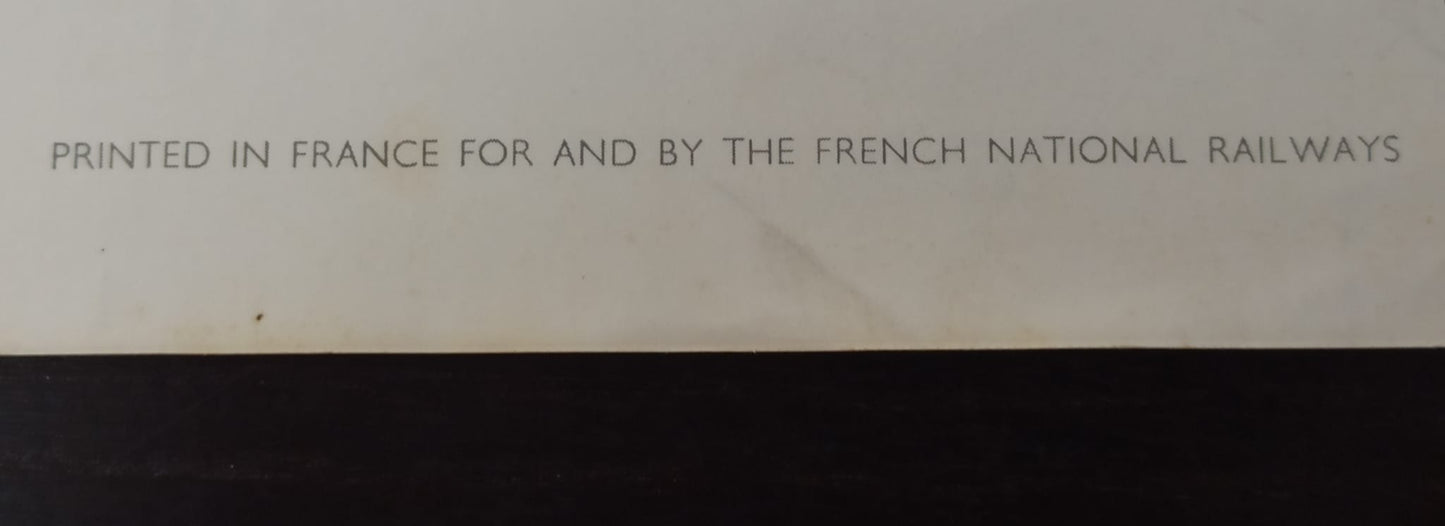 PRINTED IN FRANCE FOR AND BY THE FRENCH NATIONAL RAILWAYS